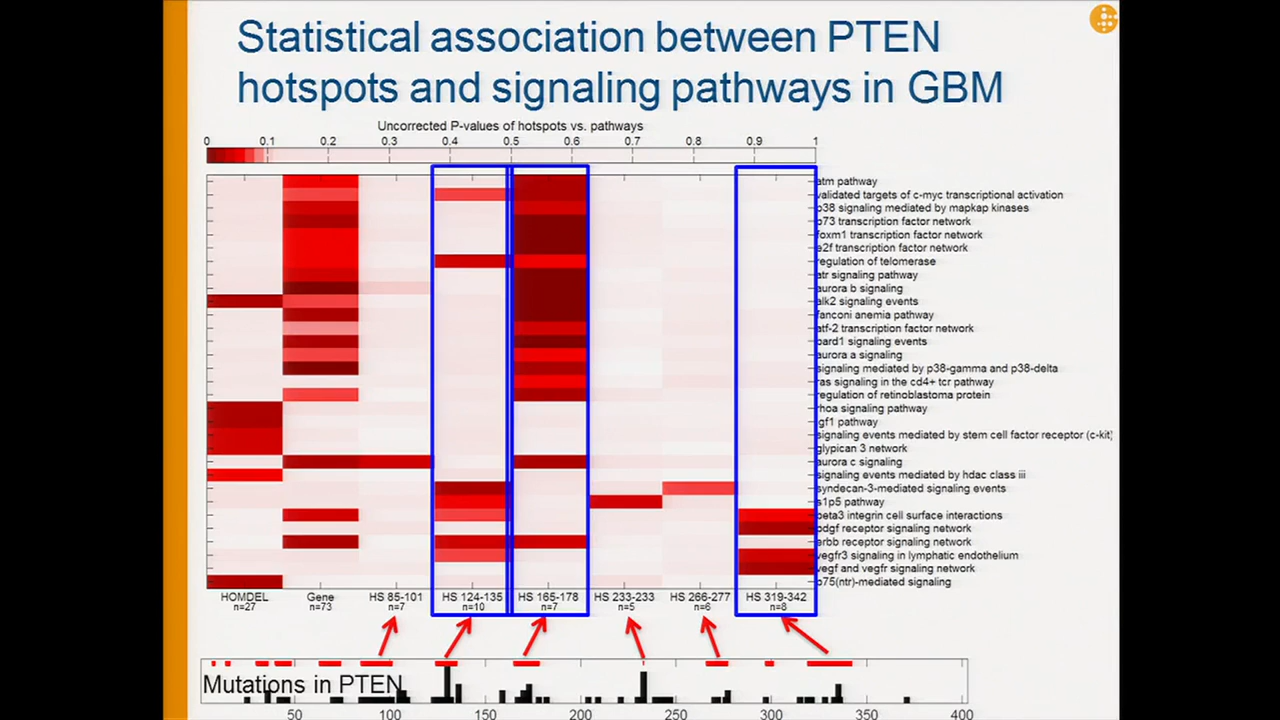 Statistical association between PTEN
hotspots and signaling pathways in GBM
Uncorrected P-values of hotspots vs. pathways
0 0.1 0.2 0.3 0.4 0.5 0.6 0.7 0.8 0.9 1
atm pathway
validated targets of c-myc transcriptional activation
p38 signaling mediated by mapkap kinases
p73 transcription factor network
foxm1 transcription factor network
e2f transcription factor network
regulation of telomerase
atr signaling pathway
aurora b signaling
alk2 signaling events
fanconi anemia pathway
atf-2 transcription factor network
bard1 signaling events
aurora a signaling
signaling mediated by p38-gamma and p38-delta
ras signaling in the cd4+ tcr pathway
regulation of retinoblastoma protein
rhoa signaling pathway
igf1 pathway
signaling events mediated by stem cell factor receptor (c-kit)
glypican 3 network
aurora c signaling
signaling events mediated by hdac class iii
syndecan-3-mediated signaling events
s1p5 pathway
beta3 integrin cell surface interactions
pdgf receptor signaling network
erbb receptor signaling network
vegfr3 signaling in lymphatic endothelium
vegf and vegfr signaling network
p75(ntr)-mediated signaling
HOMDEL Gene HS 85-101 HS 124-135 HS 165-178 HS 233-233 HS 266-277 HS 319-342
n=27 n=73 n=7 n=10 n=7 n=5 n=6 n=8
Mutations in PTEN
50 100 150 200 250 300 350 400